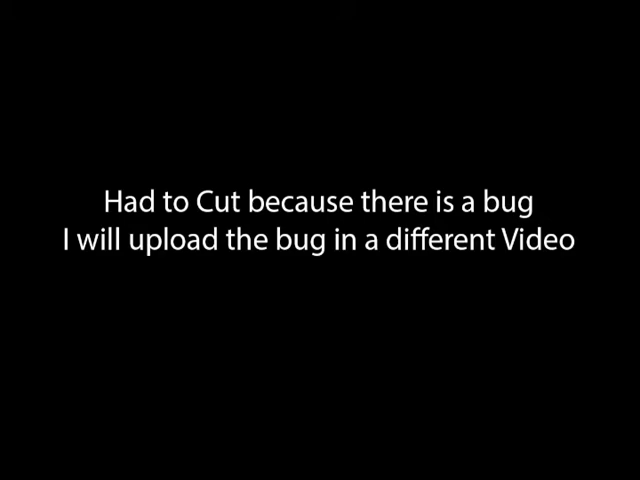 Had to Cut because there is a bug
I will upload the bug in a different Video